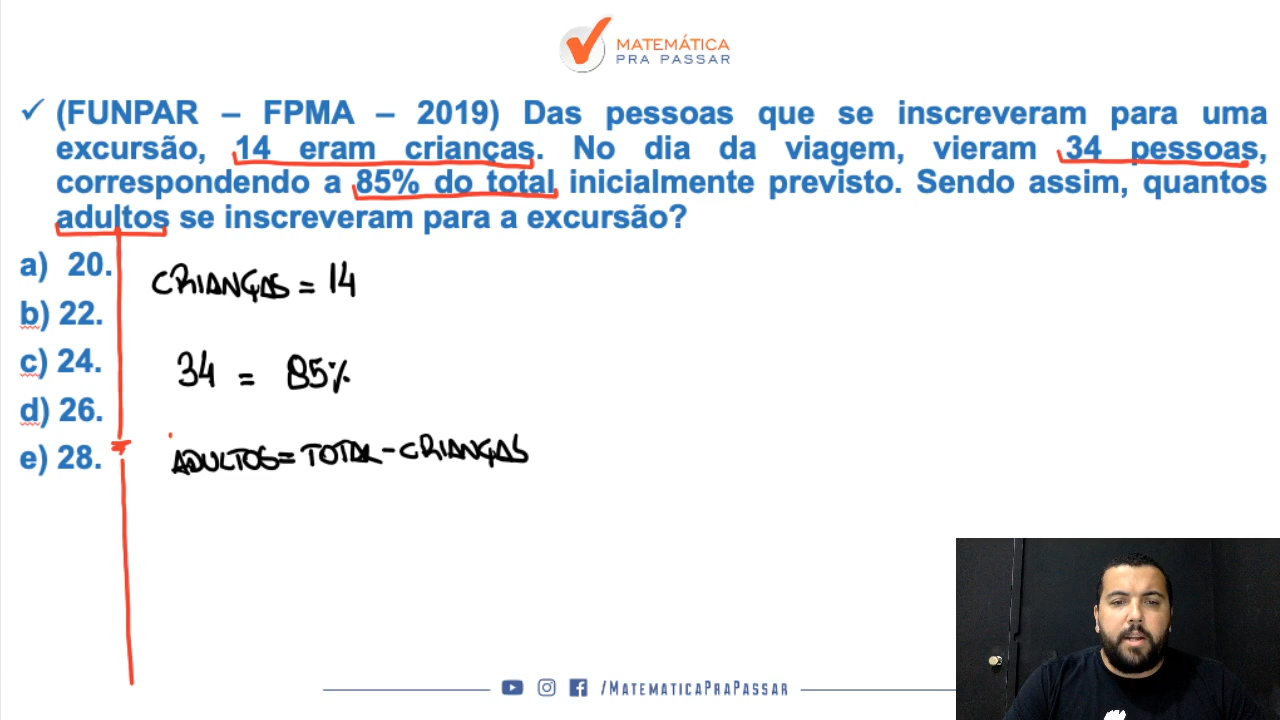 MATEMÁTICA
PRA PASSAR
✓ (FUNPAR – FPMA – 2019) Das pessoas que se inscreveram para uma
excursão, 14 eram crianças. No dia da viagem, vieram 34 pessoas,
correspondendo a 85% do total inicialmente previsto. Sendo assim, quantos
adultos se inscreveram para a excursão?
a) 20.
b) 22.
c) 24.
d) 26.
e) 28.
CRIANÇAS = 14
34 = 85%
ADULTOS = TOTAL - CRIANÇAS
/MATEMATICAPRAPASSAR